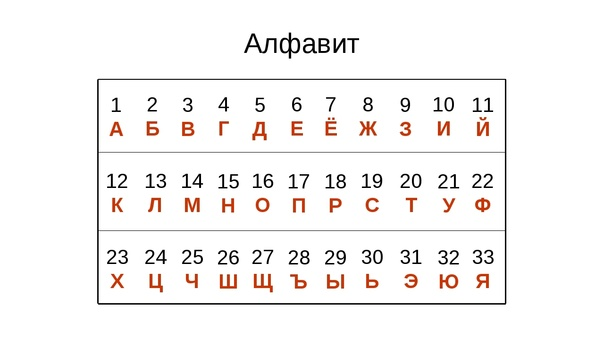 Алфавит
1 2 3 4 5 6 7 8 9 10 11
А Б В Г Д Е Ё Ж З И Й
12 13 14 15 16 17 18 19 20 21 22
К Л М Н О П Р С Т У Ф
23 24 25 26 27 28 29 30 31 32 33
Х Ц Ч Ш Щ Ъ Ы Ь Э Ю Я